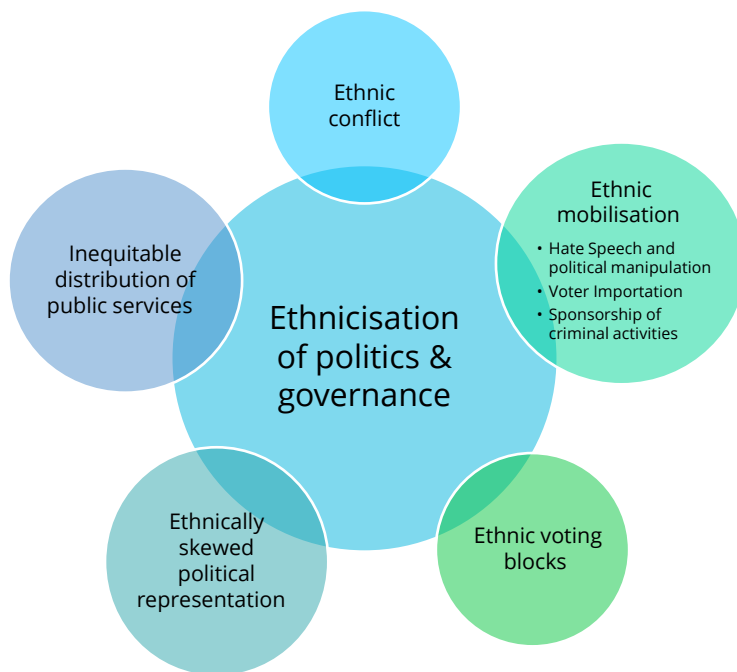 Ethnic
conflict
Ethnic
mobilisation
• Hate Speech and
political manipulation
• Voter Importation
• Sponsorship of
criminal activities
Inequitable
distribution of
public services
Ethnicisation
of politics &
governance
Ethnically
skewed
political
representation
Ethnic voting
blocks